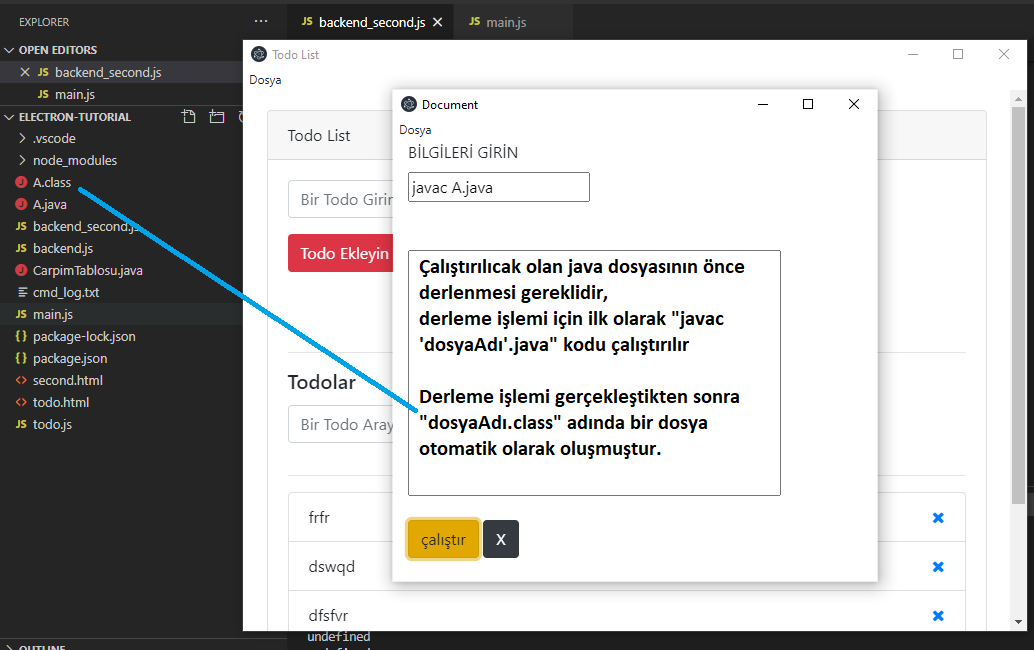 EXPLORER
...
JS backend_second.js
JS main.js
OPEN EDITORS
JS backend_second.js
JS main.js
ELECTRON-TUTORIAL
.vscode
node_modules
J A.class
J A.java
JS backend_second.js
JS backend.js
J CarpimTablosu.java
cmd_log.txt
JS main.js
{} package-lock.json
{} package.json
<> second.html
<> todo.html
JS todo.js
OUTLINE
Todo List
Dosya
Todo List
Bir Todo Girin
Todo Ekleyin
Todolar
Bir Todo Aray
frfr
dswqd
dfsfvr
undefined
Document
Dosya
BİLGİLERİ GİRİN
javac A.java
Çalıştırılıcak olan java dosyasının önce
derlenmesi gereklidir,
derleme işlemi için ilk olarak "javac
'dosyaAdı'.java" kodu çalıştırılır
Derleme işlemi gerçekleştikten sonra
"dosyaAdı.class" adında bir dosya
otomatik olarak oluşmuştur.
çalıştır
X